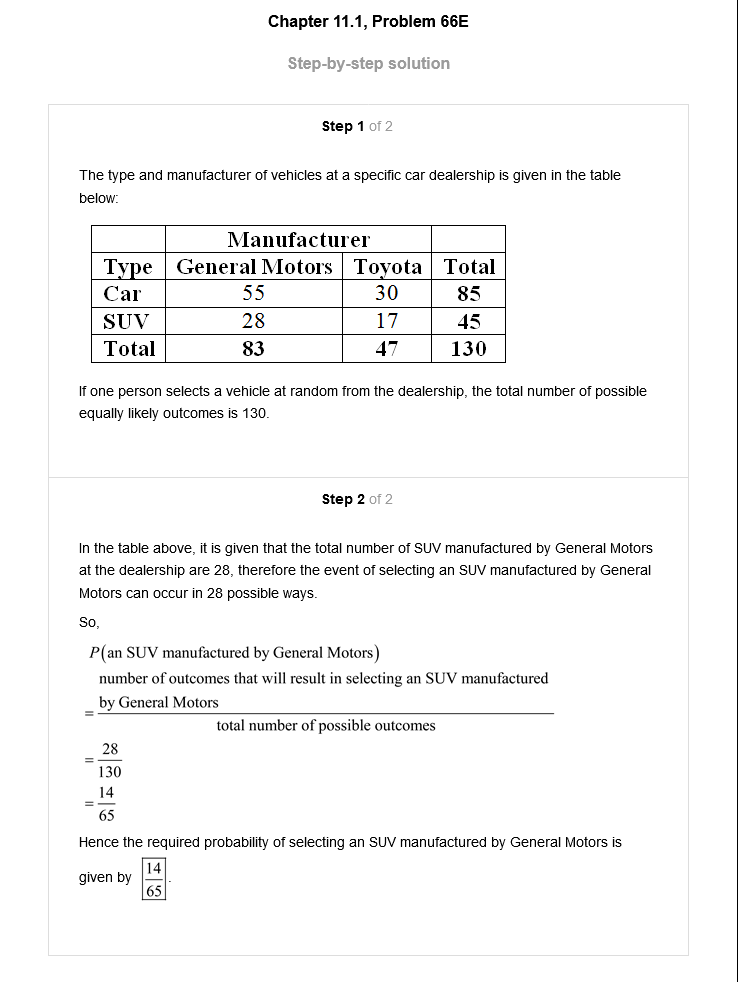 Chapter 11.1, Problem 66E
Step-by-step solution
Step 1 of 2
The type and manufacturer of vehicles at a specific car dealership is given in the table
below:
Manufacturer
Type General Motors Toyota Total
Car 55 30 85
SUV 28 17 45
Total 83 47 130
If one person selects a vehicle at random from the dealership, the total number of possible
equally likely outcomes is 130.
Step 2 of 2
In the table above, it is given that the total number of SUV manufactured by General Motors
at the dealership are 28, therefore the event of selecting an SUV manufactured by General
Motors can occur in 28 possible ways.
So,
P(an SUV manufactured by General Motors)
number of outcomes that will result in selecting an SUV manufactured
by General Motors
=
total number of possible outcomes
28
=
130
14
=
65
Hence the required probability of selecting an SUV manufactured by General Motors is
14
given by .
65